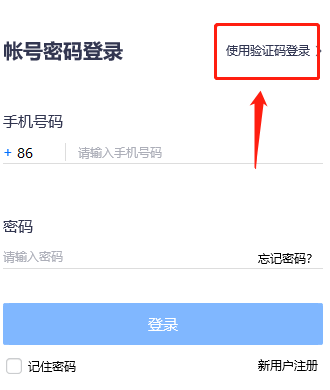 帐号密码登录 使用验证码登录 >
手机号码
+ 86 请输入手机号码
密码
请输入密码 忘记密码?
登录
记住密码 新用户注册